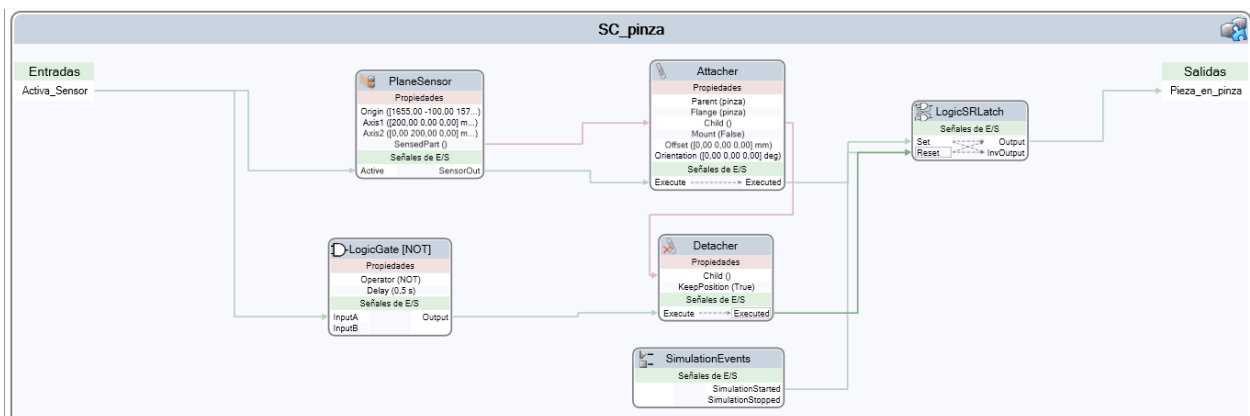 SC_pinza
Entradas
Activa_Sensor
PlaneSensor
Propiedades
Origin ([1655,00 -100,00 157...)
Axis1 ([200,00 0,00 0,00] m...)
Axis2 ([0,00 200,00 0,00] m...)
SensedPart ()
Señales de E/S
Active SensorOut
Attacher
Propiedades
Parent (pinza)
Flange (pinza)
Child ()
Mount (False)
Offset ([0,00 0,00 0,00] mm)
Orientation ([0,00 0,00 0,00] deg)
Señales de E/S
Execute Executed
LogicSRLatch
Señales de E/S
Set Output
Reset InvOutput
Salidas
Pieza_en_pinza
LogicGate [NOT]
Propiedades
Operator (NOT)
Delay (0,5 s)
Señales de E/S
InputA Output
InputB
Detacher
Propiedades
Child ()
KeepPosition (True)
Señales de E/S
Execute Executed
SimulationEvents
Señales de E/S
SimulationStarted
SimulationStopped